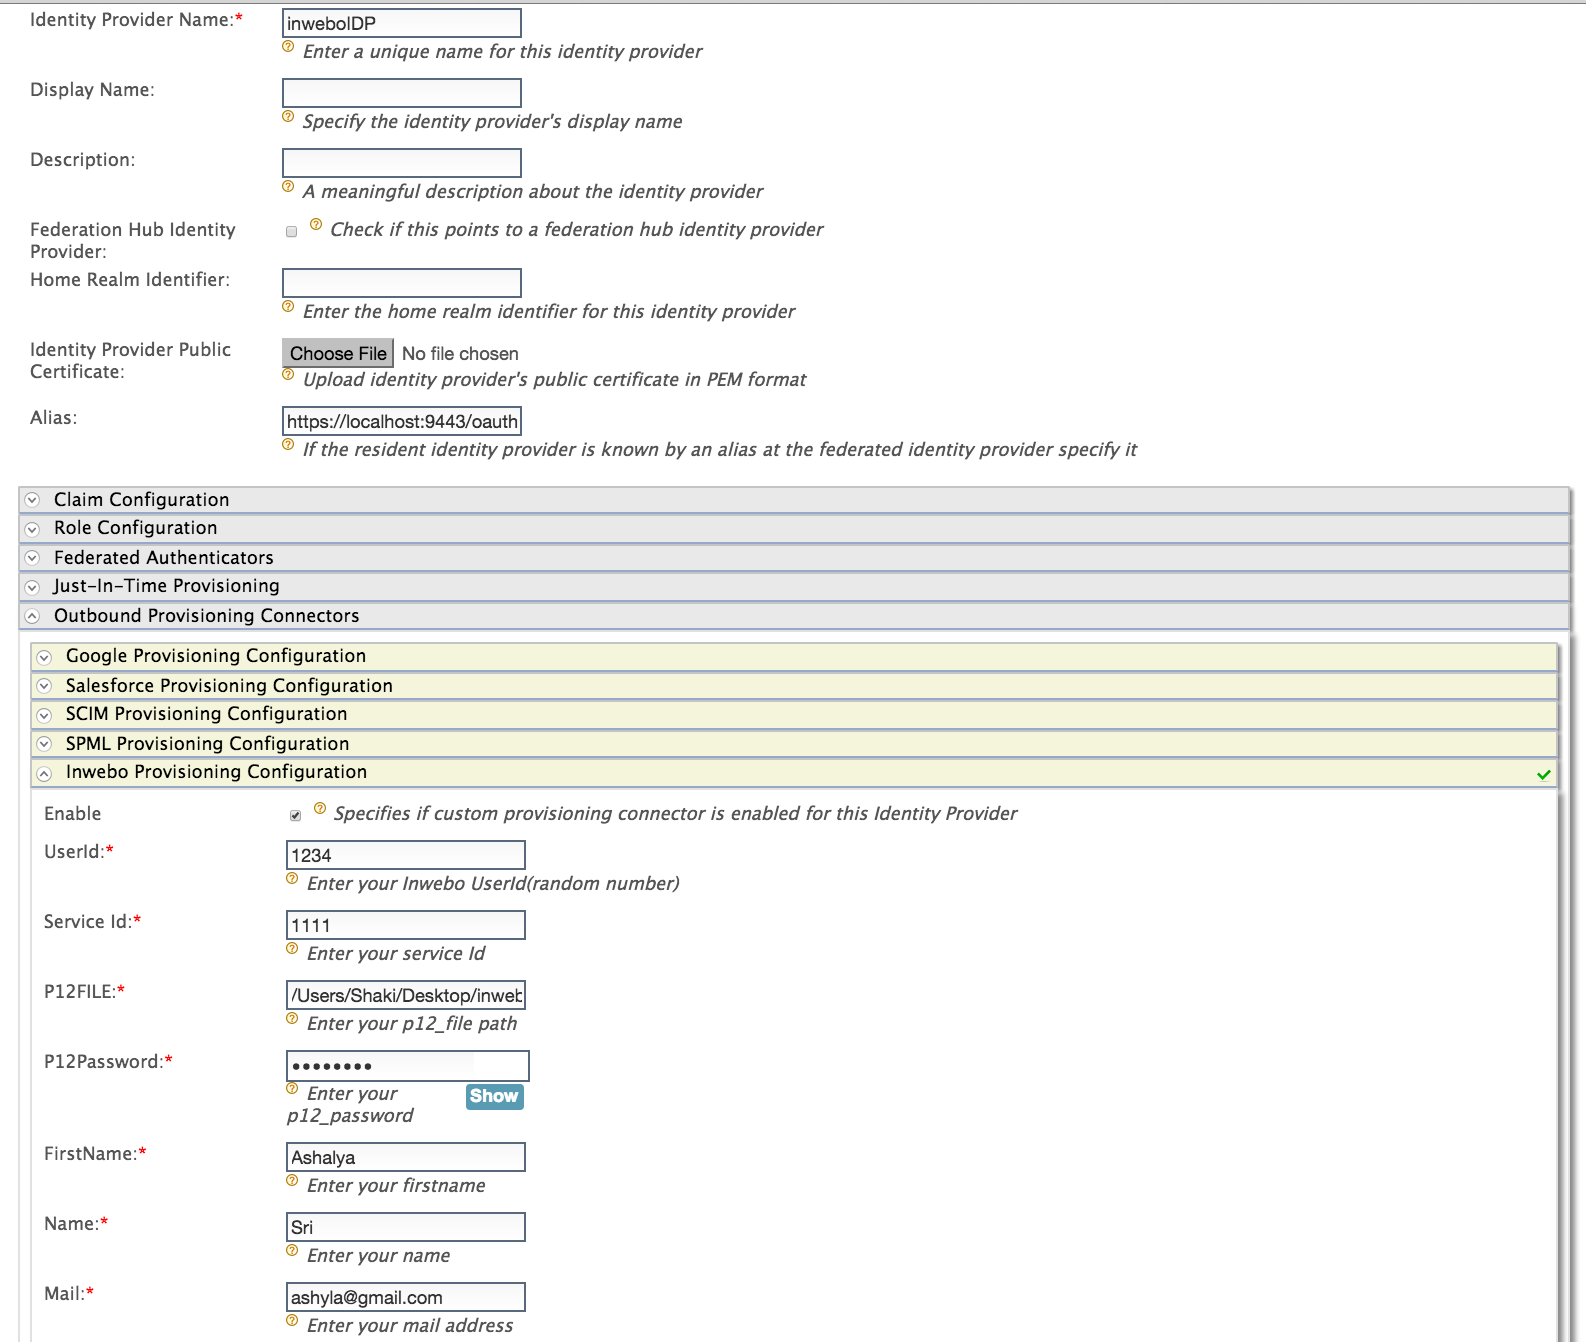 Identity Provider Name:* inweboIDP
? Enter a unique name for this identity provider
Display Name:
? Specify the identity provider's display name
Description:
? A meaningful description about the identity provider
Federation Hub Identity Provider: ? Check if this points to a federation hub identity provider
Home Realm Identifier:
? Enter the home realm identifier for this identity provider
Identity Provider Public Certificate: Choose File No file chosen
? Upload identity provider's public certificate in PEM format
Alias: https://localhost:9443/oauth
? If the resident identity provider is known by an alias at the federated identity provider specify it
Claim Configuration
Role Configuration
Federated Authenticators
Just-In-Time Provisioning
Outbound Provisioning Connectors
Google Provisioning Configuration
Salesforce Provisioning Configuration
SCIM Provisioning Configuration
SPML Provisioning Configuration
Inwebo Provisioning Configuration
Enable ? Specifies if custom provisioning connector is enabled for this Identity Provider
UserId:* 1234
? Enter your Inwebo UserId(random number)
Service Id:* 1111
? Enter your service Id
P12FILE:* /Users/Shaki/Desktop/inweb
? Enter your p12_file path
P12Password:* ••••••••
? Enter your Show
p12_password
FirstName:* Ashalya
? Enter your firstname
Name:* Sri
? Enter your name
Mail:* ashyla@gmail.com
? Enter your mail address